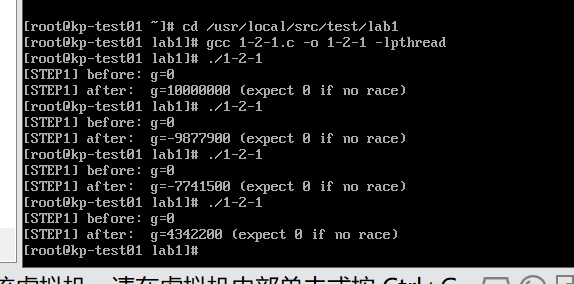 [root@kp-test01 ~]# cd /usr/local/src/test/lab1
[root@kp-test01 lab1]# gcc 1-2-1.c -o 1-2-1 -lpthread
[root@kp-test01 lab1]# ./1-2-1
[STEP1] before: g=0
[STEP1] after:  g=10000000 (expect 0 if no race)
[root@kp-test01 lab1]# ./1-2-1
[STEP1] before: g=0
[STEP1] after:  g=-9877900 (expect 0 if no race)
[root@kp-test01 lab1]# ./1-2-1
[STEP1] before: g=0
[STEP1] after:  g=-7741500 (expect 0 if no race)
[root@kp-test01 lab1]# ./1-2-1
[STEP1] before: g=0
[STEP1] after:  g=4342200 (expect 0 if no race)
[root@kp-test01 lab1]#
虚拟机，请在虚拟机内部单击或按 Ctrl+G